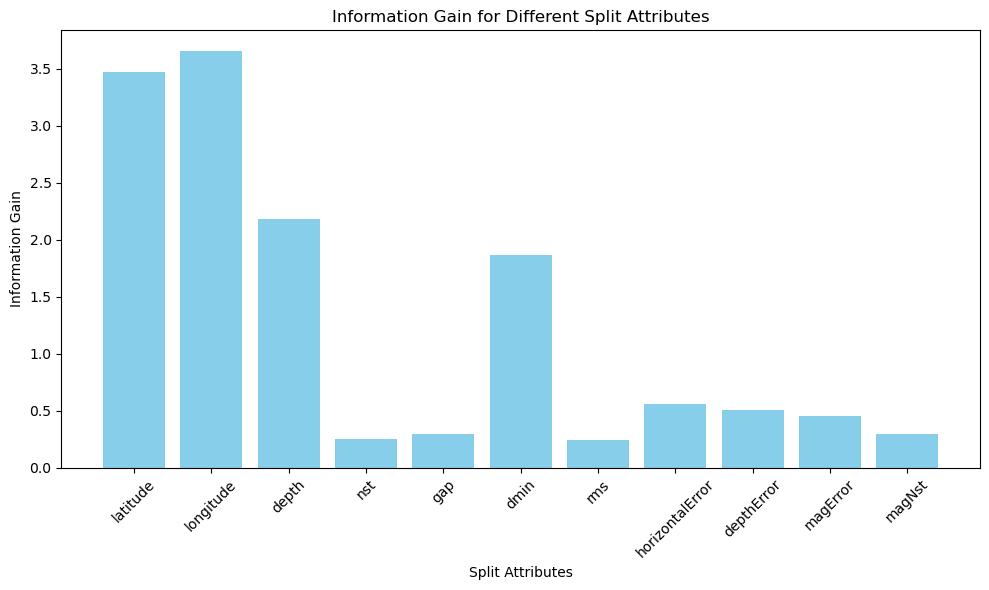 Information Gain for Different Split Attributes
Information Gain
3.5
3.0
2.5
2.0
1.5
1.0
0.5
0.0
latitude
longitude
depth
nst
gap
dmin
rms
horizontalError
depthError
magError
magNst
Split Attributes